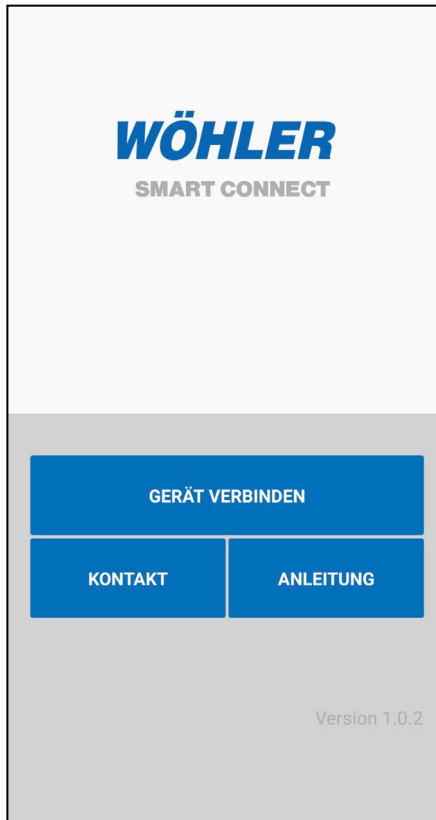 WÖHLER
SMART CONNECT
GERÄT VERBINDEN
KONTAKT
ANLEITUNG
Version 1.0.2